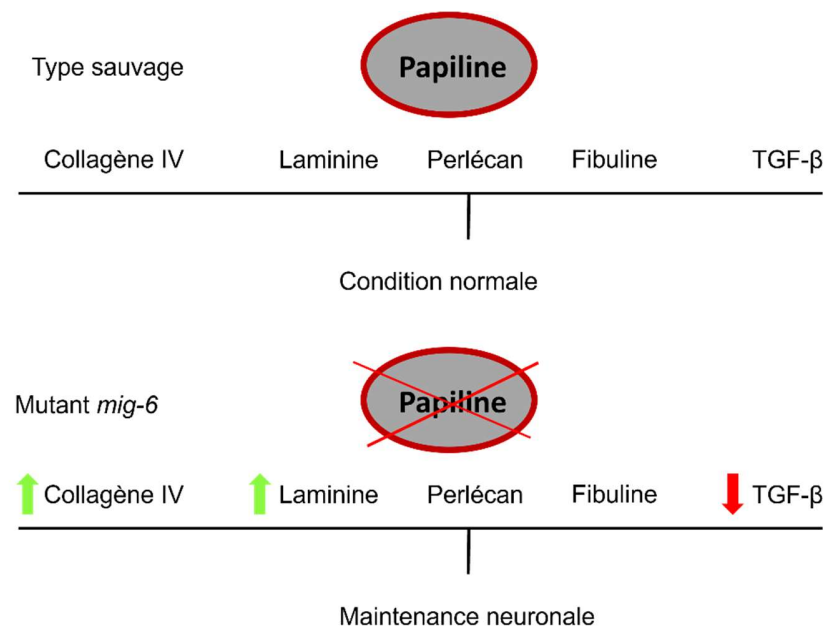 Papiline
Type sauvage
Collagène IV Laminine Perlécan Fibuline TGF-β
Condition normale
Papiline
Mutant mig-6
Collagène IV Laminine Perlécan Fibuline TGF-β
Maintenance neuronale